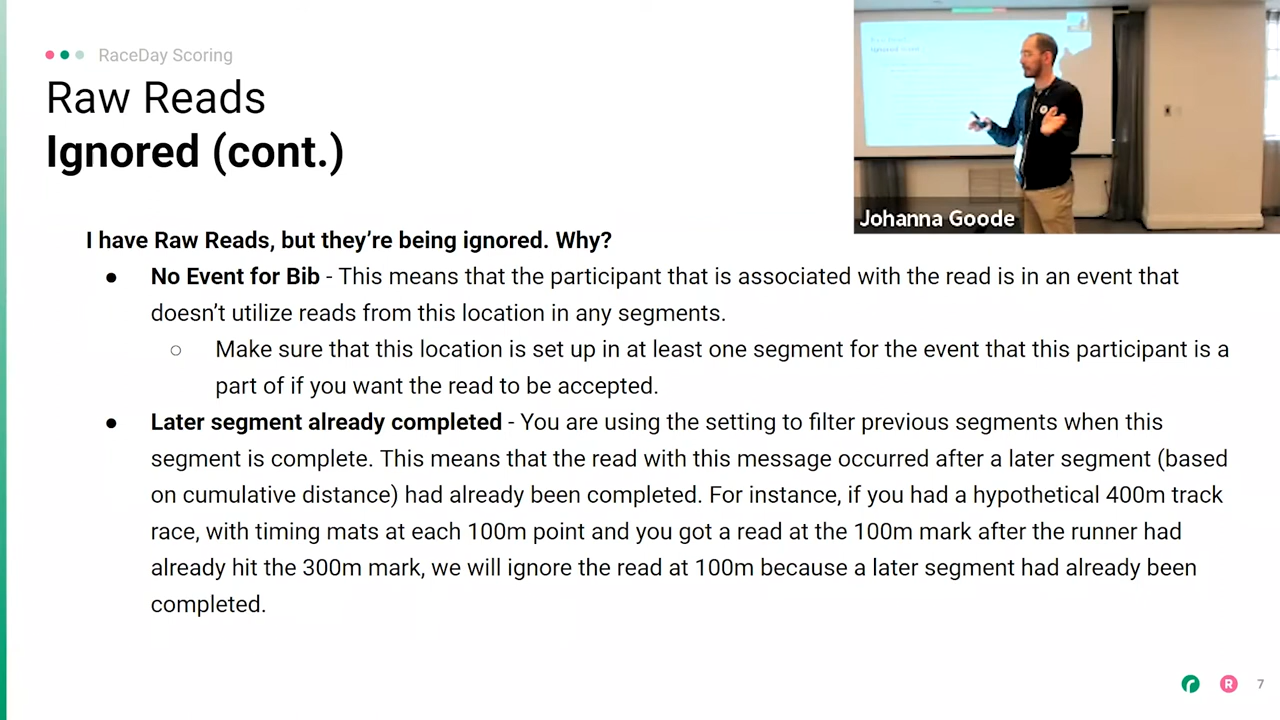 RaceDay Scoring
Raw Reads
Ignored (cont.)
Johanna Goode
I have Raw Reads, but they're being ignored. Why?
● No Event for Bib - This means that the participant that is associated with the read is in an event that
doesn't utilize reads from this location in any segments.
○ Make sure that this location is set up in at least one segment for the event that this participant is a
part of if you want the read to be accepted.
● Later segment already completed - You are using the setting to filter previous segments when this
segment is complete. This means that the read with this message occurred after a later segment (based
on cumulative distance) had already been completed. For instance, if you had a hypothetical 400m track
race, with timing mats at each 100m point and you got a read at the 100m mark after the runner had
already hit the 300m mark, we will ignore the read at 100m because a later segment had already been
completed.
R
7